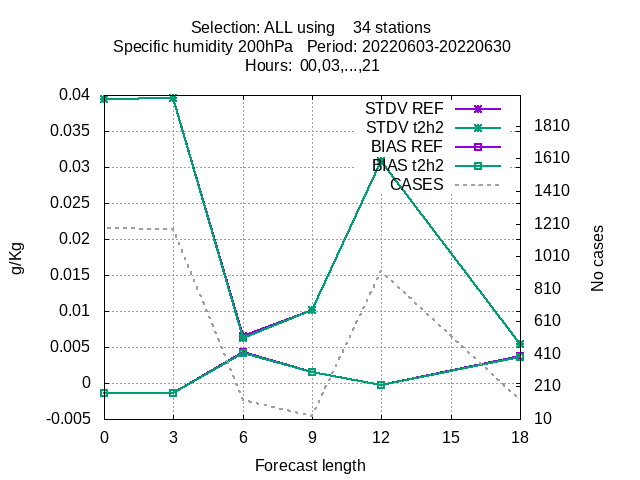 Selection: ALL using    34 stations
Specific humidity 200hPa   Period: 20220603-20220630
Hours:  00,03,...,21
STDV REF
STDV t2h2
BIAS REF
BIAS t2h2
CASES
0.04
0.035
0.03
0.025
0.02
0.015
0.01
0.005
0
-0.005
g/Kg
1810
1610
1410
1210
1010
810
610
410
210
10
No cases
0 3 6 9 12 15 18
Forecast length